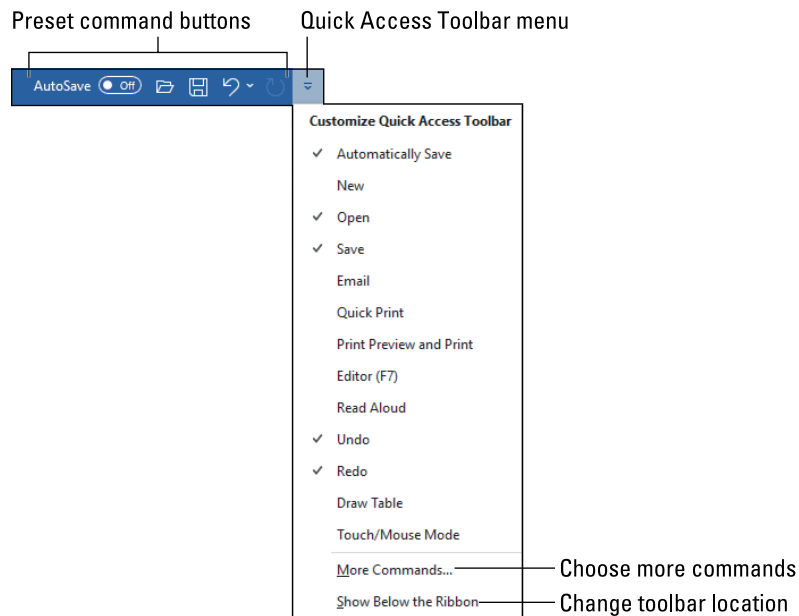 Preset command buttons Quick Access Toolbar menu
AutoSave Off
Customize Quick Access Toolbar
Automatically Save
New
Open
Save
Email
Quick Print
Print Preview and Print
Editor (F7)
Read Aloud
Undo
Redo
Draw Table
Touch/Mouse Mode
More Commands... Choose more commands
Show Below the Ribbon Change toolbar location